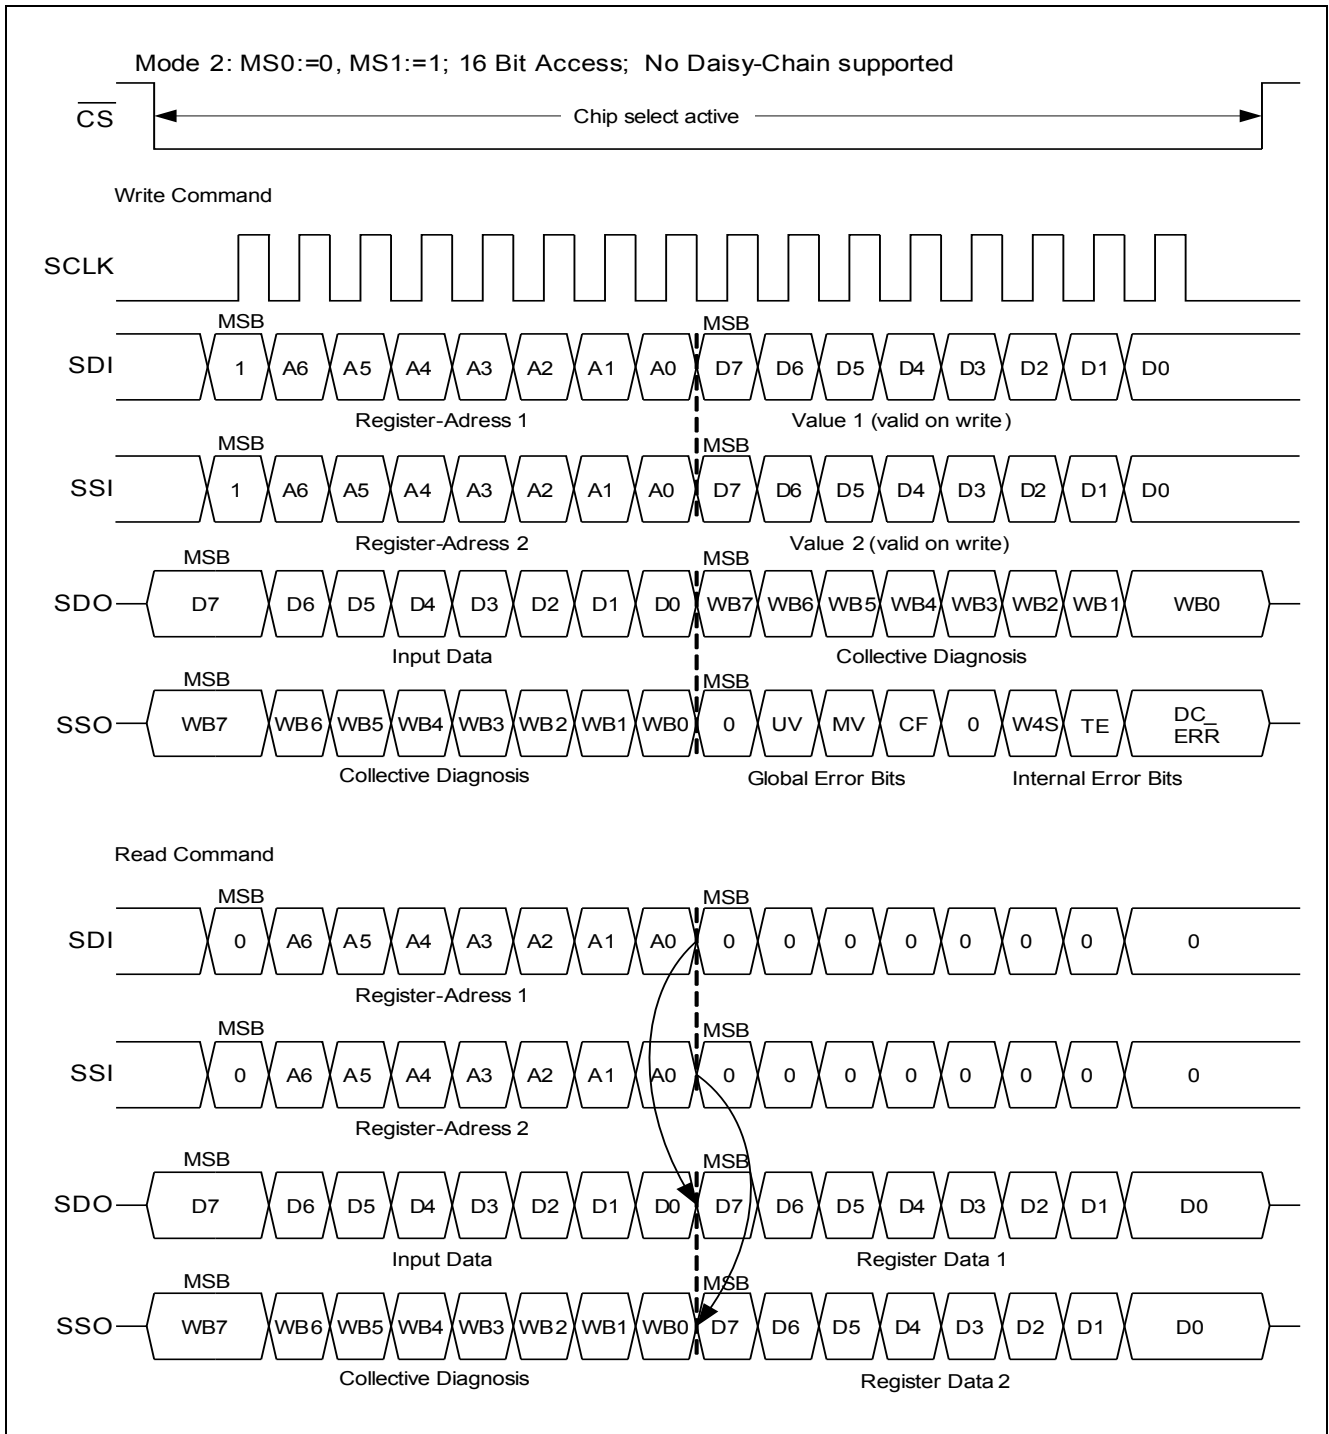 Mode 2: MS0:=0, MS1:=1; 16 Bit Access; No Daisy-Chain supported
CS
Chip select active
Write Command
SCLK
MSB MSB
SDI 1 A6 A5 A4 A3 A2 A1 A0 D7 D6 D5 D4 D3 D2 D1 D0
Register-Adress 1 Value 1 (valid on write)
MSB MSB
SSI 1 A6 A5 A4 A3 A2 A1 A0 D7 D6 D5 D4 D3 D2 D1 D0
Register-Adress 2 Value 2 (valid on write)
MSB MSB
SDO D7 D6 D5 D4 D3 D2 D1 D0 WB7 WB6 WB5 WB4 WB3 WB2 WB1 WB0
Input Data Collective Diagnosis
MSB MSB
SSO WB7 WB6 WB5 WB4 WB3 WB2 WB1 WB0 0 UV MV CF 0 W4S TE DC_
ERR
Collective Diagnosis Global Error Bits Internal Error Bits
Read Command
MSB MSB
SDI 0 A6 A5 A4 A3 A2 A1 A0 0 0 0 0 0 0 0 0
Register-Adress 1
MSB MSB
SSI 0 A6 A5 A4 A3 A2 A1 A0 0 0 0 0 0 0 0 0
Register-Adress 2
MSB MSB
SDO D7 D6 D5 D4 D3 D2 D1 D0 D7 D6 D5 D4 D3 D2 D1 D0
Input Data Register Data 1
MSB MSB
SSO WB7 WB6 WB5 WB4 WB3 WB2 WB1 WB0 D7 D6 D5 D4 D3 D2 D1 D0
Collective Diagnosis Register Data 2